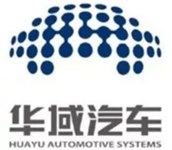 华域汽车
HUAYU AUTOMOTIVE SYSTEMS